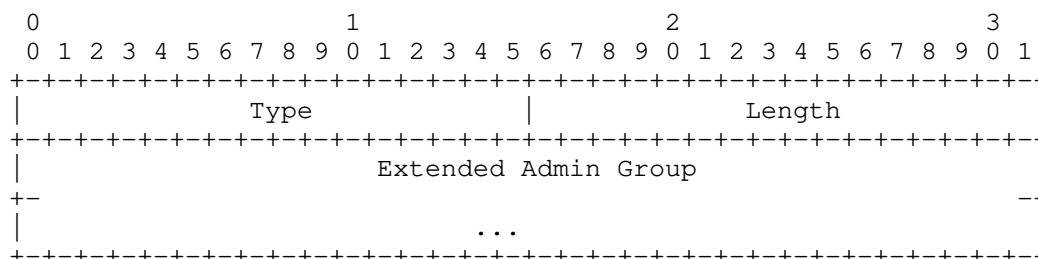 0                   1                   2                   3
 0 1 2 3 4 5 6 7 8 9 0 1 2 3 4 5 6 7 8 9 0 1 2 3 4 5 6 7 8 9 0 1
+-+-+-+-+-+-+-+-+-+-+-+-+-+-+-+-+-+-+-+-+-+-+-+-+-+-+-+-+-+-+-+-
|              Type             |             Length
+-+-+-+-+-+-+-+-+-+-+-+-+-+-+-+-+-+-+-+-+-+-+-+-+-+-+-+-+-+-+-+-
|                      Extended Admin Group
+-                                                             -
|                            ...
+-+-+-+-+-+-+-+-+-+-+-+-+-+-+-+-+-+-+-+-+-+-+-+-+-+-+-+-+-+-+-+-